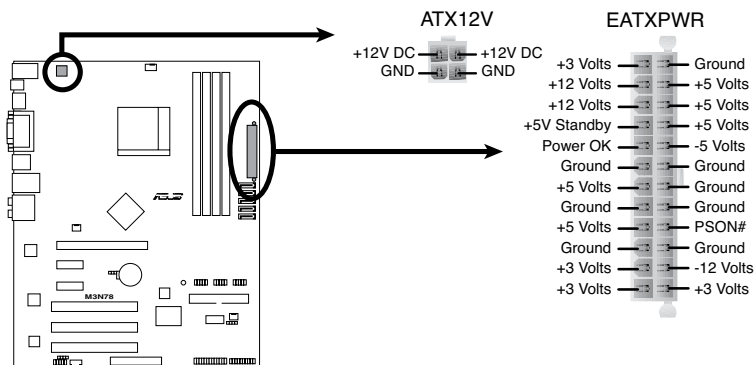 ATX12V
+12V DC +12V DC
GND GND
EATXPWR
+3 Volts Ground
+12 Volts +5 Volts
+12 Volts +5 Volts
+5V Standby +5 Volts
Power OK -5 Volts
Ground Ground
+5 Volts Ground
Ground Ground
+5 Volts PSON#
Ground Ground
+3 Volts -12 Volts
+3 Volts +3 Volts
ASUS
M3N78